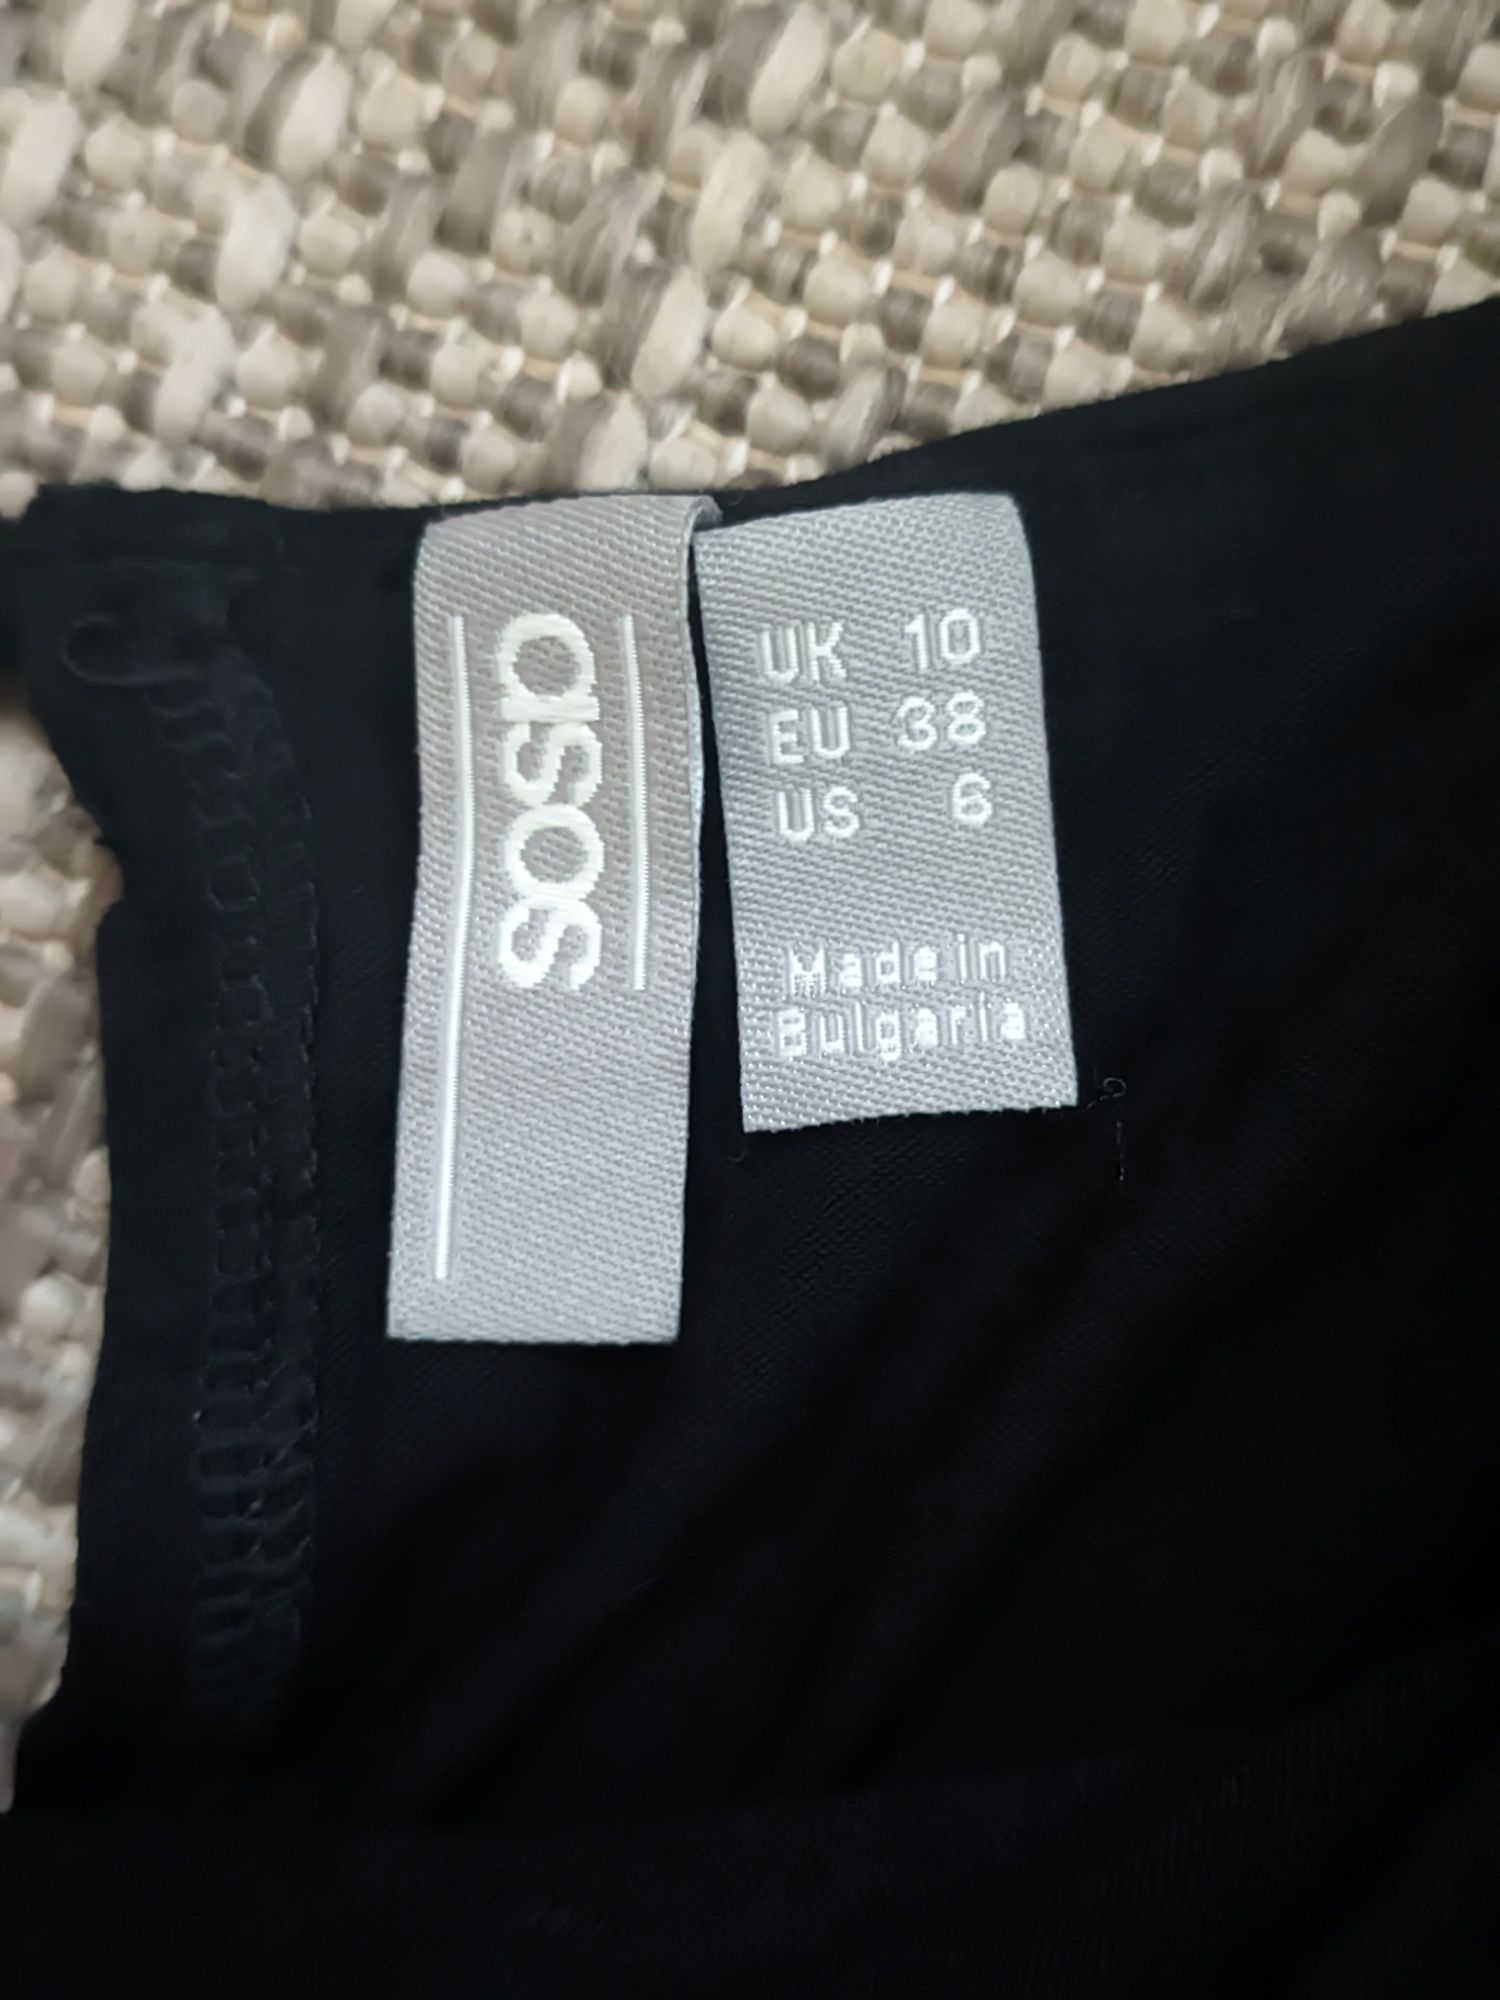 asos
UK 10
EU 38
US 6
Made in
Bulgaria